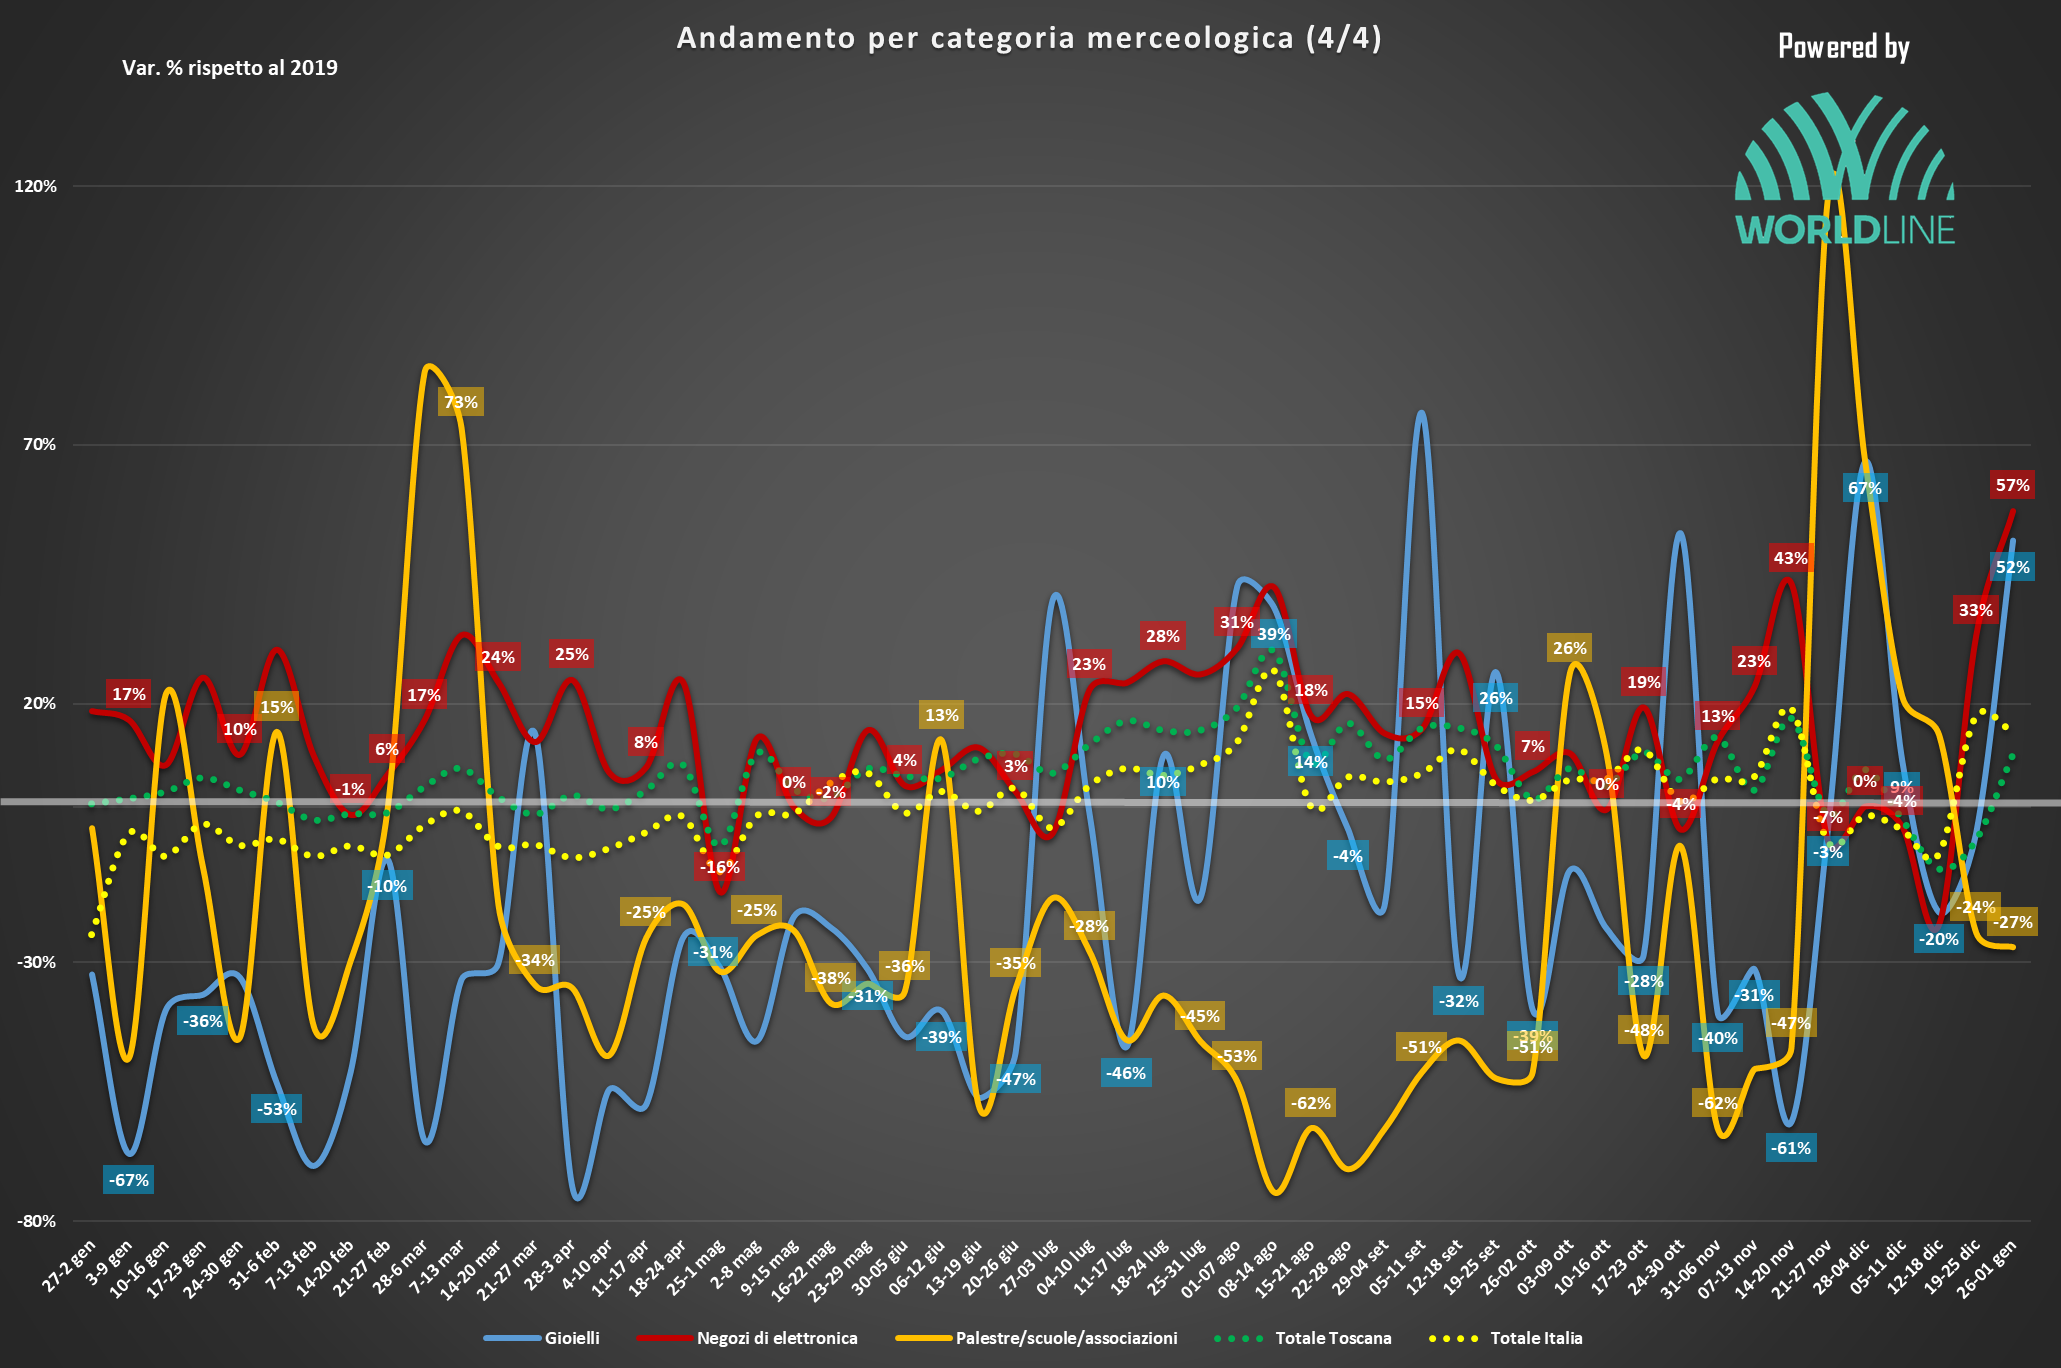 Andamento per categoria merceologica (4/4)
Var. % rispetto al 2019
Powered by
WORLDLINE
120%
70%
20%
-30%
-80%
17%
10%
15%
-1%
6%
17%
73%
24%
25%
8%
-16%
0%
-2%
4%
13%
3%
23%
28%
31%
39%
18%
14%
15%
26%
7%
26%
0%
19%
-4%
13%
23%
43%
-7%
-3%
67%
0%
9%
-4%
33%
57%
52%
-67%
-36%
-53%
-10%
-34%
-25%
-31%
-25%
-38%
-31%
-36%
-39%
-35%
-47%
-28%
-46%
10%
-45%
-53%
-62%
-4%
-51%
-32%
-39%
-51%
-28%
-48%
-40%
-62%
-31%
-47%
-61%
-20%
-24%
-27%
27-2 gen
3-9 gen
10-16 gen
17-23 gen
24-30 gen
31-6 feb
7-13 feb
14-20 feb
21-27 feb
28-6 mar
7-13 mar
14-20 mar
21-27 mar
28-3 apr
4-10 apr
11-17 apr
18-24 apr
25-1 mag
2-8 mag
9-15 mag
16-22 mag
23-29 mag
30-05 giu
06-12 giu
13-19 giu
20-26 giu
27-03 lug
04-10 lug
11-17 lug
18-24 lug
25-31 lug
01-07 ago
08-14 ago
15-21 ago
22-28 ago
29-04 set
05-11 set
12-18 set
19-25 set
26-02 ott
03-09 ott
10-16 ott
17-23 ott
24-30 ott
31-06 nov
07-13 nov
14-20 nov
21-27 nov
28-04 dic
05-11 dic
12-18 dic
19-25 dic
26-01 gen
Gioielli
Negozi di elettronica
Palestre/scuole/associazioni
Totale Toscana
Totale Italia